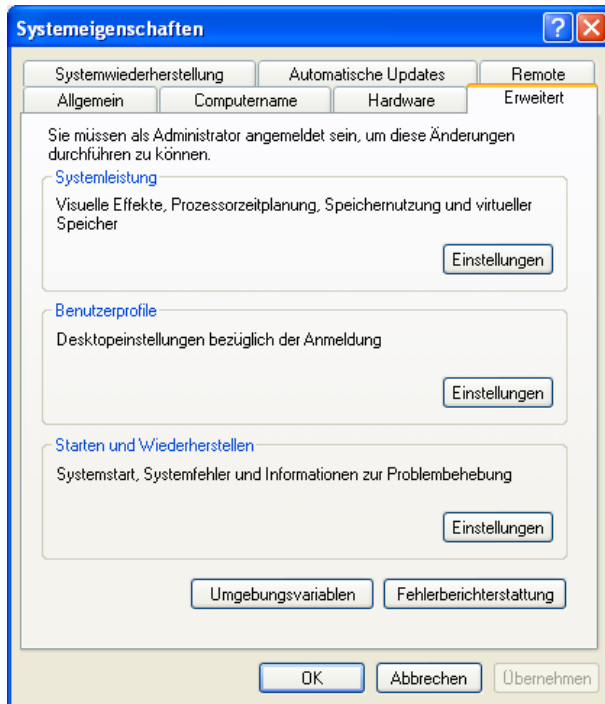 Systemeigenschaften
Systemwiederherstellung Automatische Updates Remote
Allgemein Computername Hardware Erweitert
Sie müssen als Administrator angemeldet sein, um diese Änderungen
durchführen zu können.
Systemleistung
Visuelle Effekte, Prozessorzeitplanung, Speichernutzung und virtueller
Speicher
Einstellungen
Benutzerprofile
Desktopeinstellungen bezüglich der Anmeldung
Einstellungen
Starten und Wiederherstellen
Systemstart, Systemfehler und Informationen zur Problembehebung
Einstellungen
Umgebungsvariablen Fehlerberichterstattung
OK Abbrechen Übernehmen